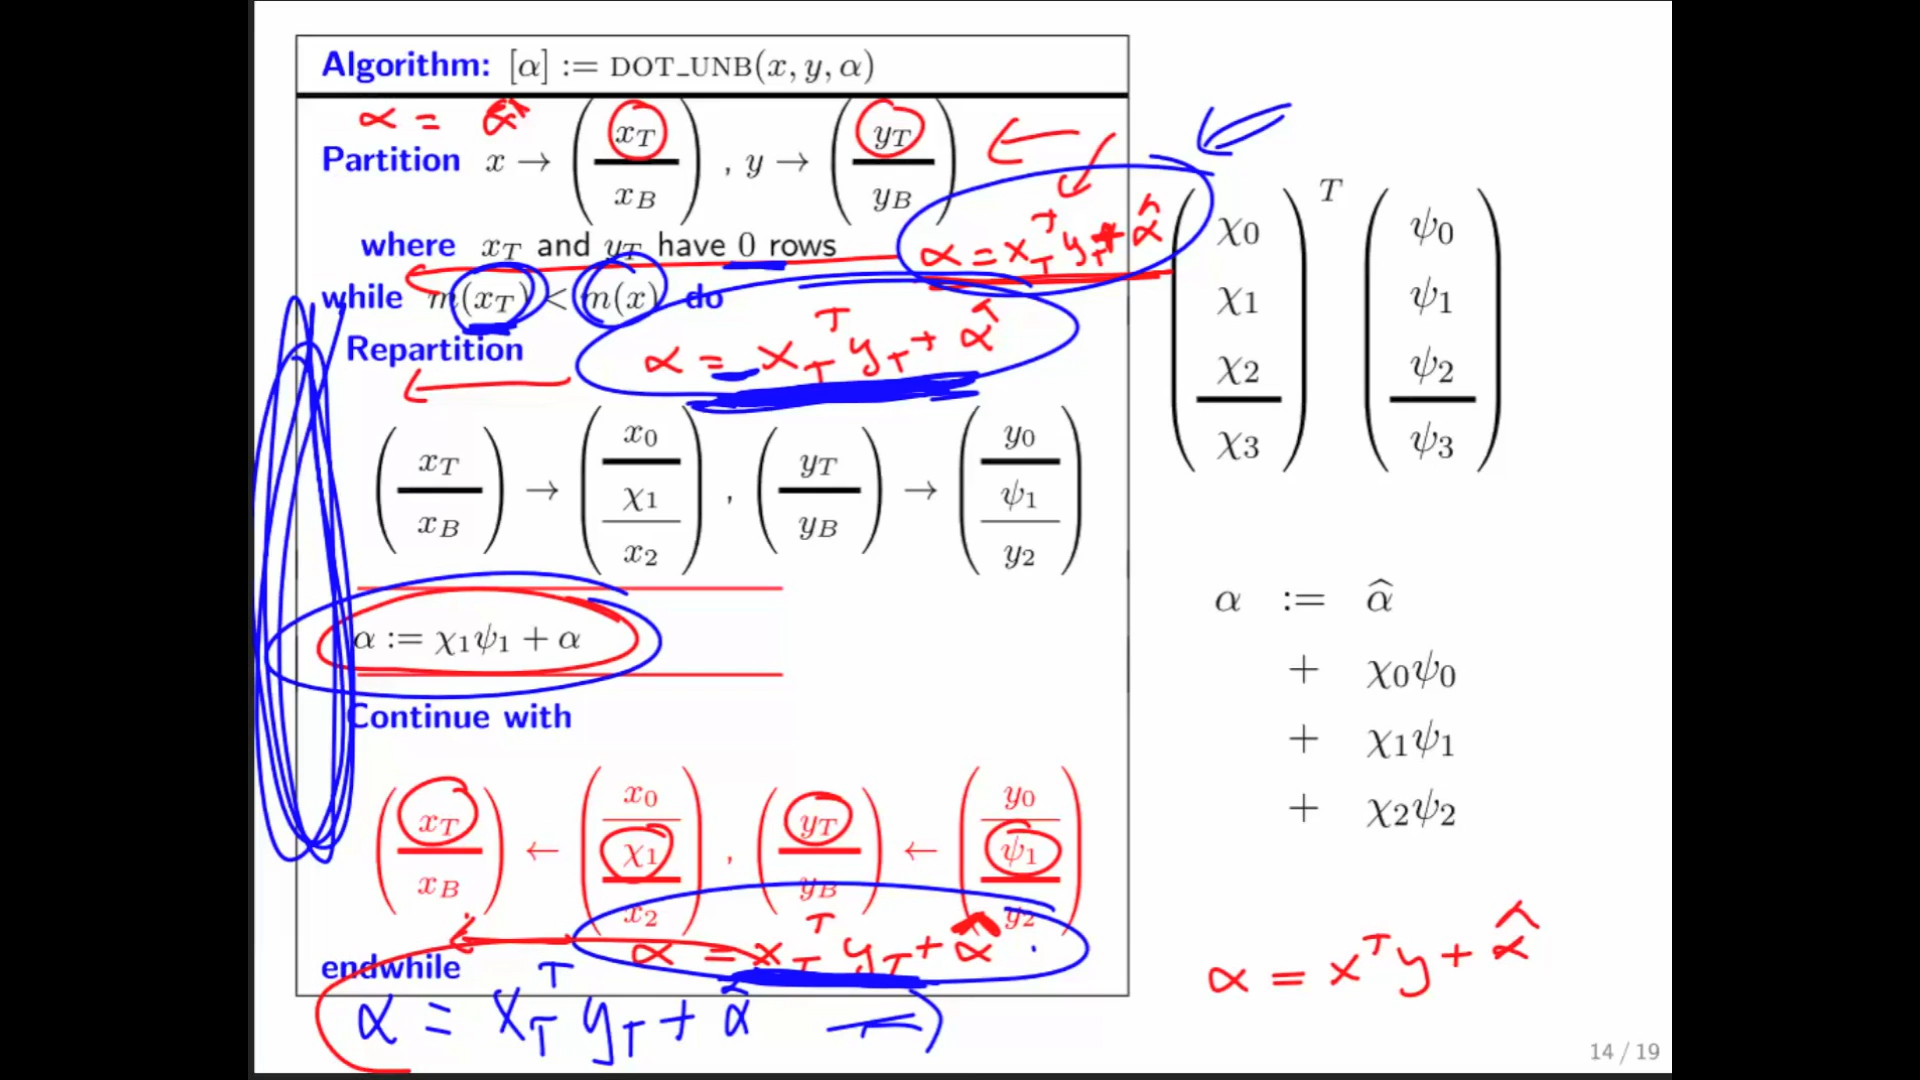 Algorithm: [α] := DOT_UNB(x, y, α)
α = α̂
Partition x → ( x_T / x_B ) , y → ( y_T / y_B )
where x_T and y_T have 0 rows
α = x_T^T y_T + α̂
while m(x_T) < m(x) do
Repartition
α = x_T^T y_T + α̂
( x_T / x_B ) → ( x_0 / χ_1 / x_2 ) , ( y_T / y_B ) → ( y_0 / ψ_1 / y_2 )
α := χ_1ψ_1 + α
Continue with
( x_T / x_B ) ← ( x_0 / χ_1 / x_2 ) , ( y_T / y_B ) ← ( y_0 / ψ_1 / y_2 )
α = x_T^T y_T + α̂
endwhile
α = x_T^T y_T + α̂
( χ_0 χ_1 χ_2 / χ_3 )^T ( ψ_0 ψ_1 ψ_2 / ψ_3 )
α := α̂
+ χ_0ψ_0
+ χ_1ψ_1
+ χ_2ψ_2
α = x^T y + α̂
14 / 19